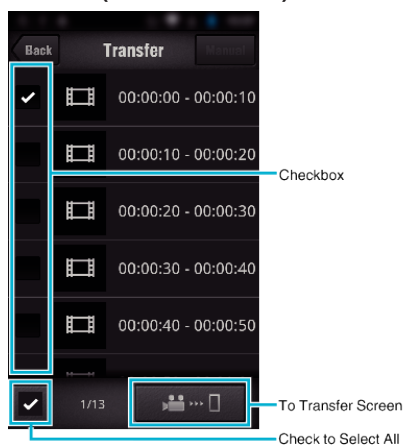 Back Transfer Manual
00:00:00 - 00:00:10
00:00:10 - 00:00:20
Checkbox
00:00:20 - 00:00:30
00:00:30 - 00:00:40
00:00:40 - 00:00:50
1/13
To Transfer Screen
Check to Select All